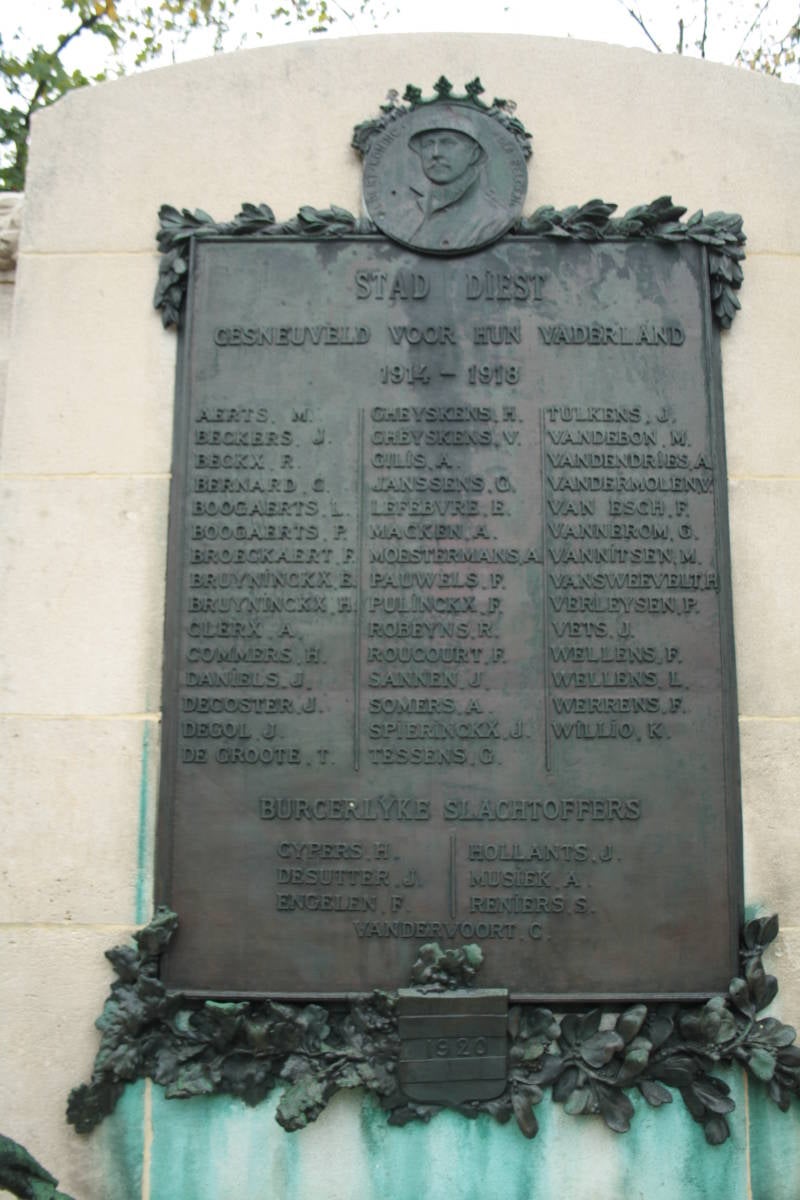 STAD DIEST
GESNEUVELD VOOR HUN VADERLAND
1914 - 1918
AERTS, M.
BECKERS, J.
BECKX, R.
BERNARD, G.
BOOGAERTS, L.
BOOGAERTS, P.
BROECKAERT, F.
BRUYNINCKX, E.
BRUYNINCKX, H.
CLERX, A.
COMMERS, H.
DANIELS, J.
DECOSTER, J.
DEGOL, J.
DE GROOTE, T.
GHEYSKENS, H.
GHEYSKENS, V.
GILIS, A.
JANSSENS, G.
LEFEBVRE, E.
MACKEN, A.
MOESTERMANS, A.
PAUWELS, F.
PULINCKX, F.
ROBEYNS, R.
ROUCOURT, F.
SANNEN, J.
SOMERS, A.
SPIERINCKX, J.
TESSENS, G.
TULKENS, J.
VANDEBON, M.
VANDENDRIES, A.
VANDERMOLEN, V.
VAN ESCH, F.
VANNEROM, G.
VANNITSEN, M.
VANSWEEVELT, H.
VERLEYSEN, P.
VETS, J.
WELLENS, F.
WELLENS, L.
WERRENS, F.
WILLIO, K.
BURGERLYKE SLACHTOFFERS
CYPERS, H.
DESUTTER, J.
ENGELEN, F.
HOLLANTS, J.
MUSIEK, A.
RENIERS, S.
VANDERVOORT, C.
1920